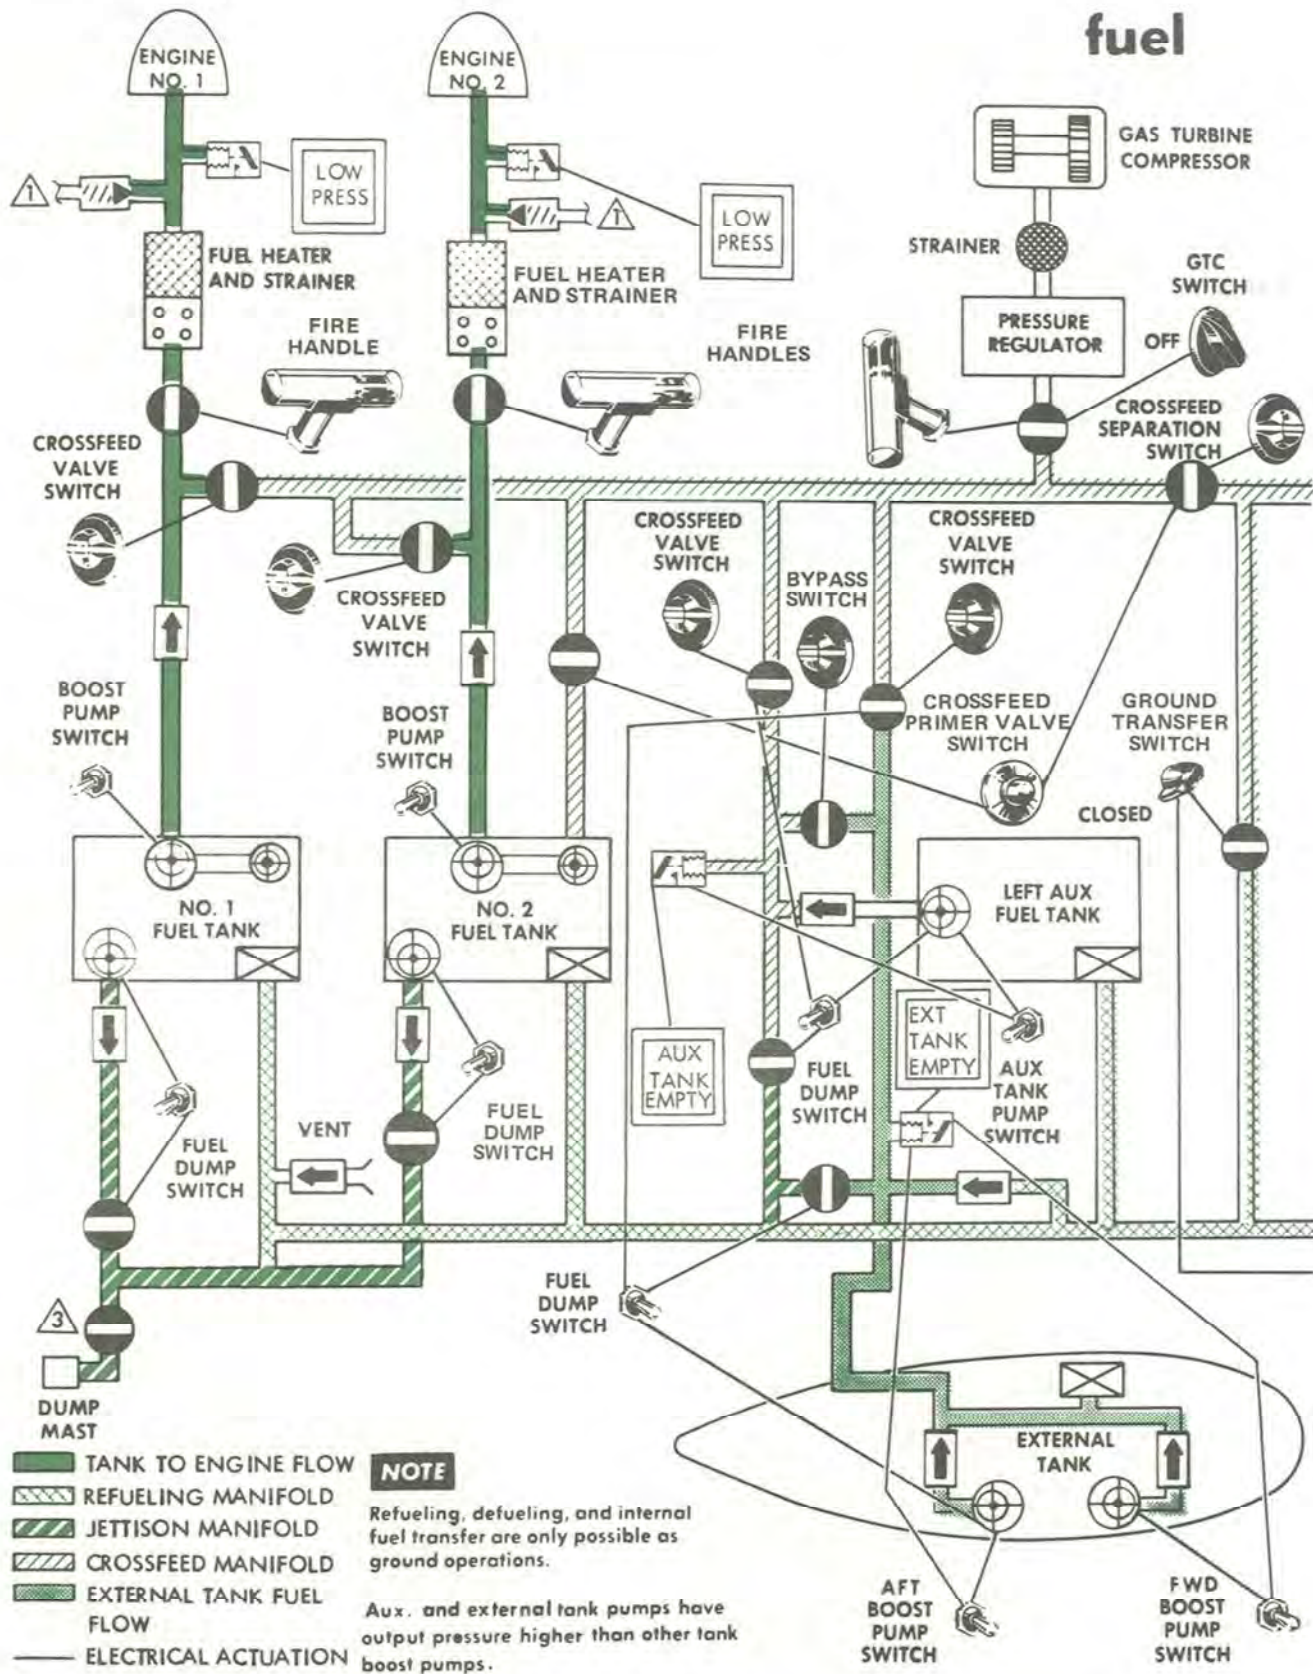 fuel
ENGINE
NO. 1
ENGINE
NO. 2
GAS TURBINE
COMPRESSOR
LOW
PRESS
1
1
LOW
PRESS
STRAINER
GTC
SWITCH
FUEL HEATER
AND STRAINER
FUEL HEATER
AND STRAINER
FIRE
HANDLE
FIRE
HANDLES
PRESSURE
REGULATOR
OFF
CROSSFEED
SEPARATION
SWITCH
CROSSFEED
VALVE
SWITCH
CROSSFEED
VALVE
SWITCH
CROSSFEED
VALVE
SWITCH
BYPASS
SWITCH
CROSSFEED
VALVE
SWITCH
BOOST
PUMP
SWITCH
BOOST
PUMP
SWITCH
CROSSFEED
PRIMER VALVE
SWITCH
GROUND
TRANSFER
SWITCH
CLOSED
NO. 1
FUEL TANK
NO. 2
FUEL TANK
LEFT AUX
FUEL TANK
AUX
TANK
EMPTY
EXT
TANK
EMPTY
FUEL
DUMP
SWITCH
AUX
TANK
PUMP
SWITCH
FUEL
DUMP
SWITCH
VENT
FUEL
DUMP
SWITCH
FUEL
DUMP
SWITCH
3
DUMP
MAST
EXTERNAL
TANK
AFT
BOOST
PUMP
SWITCH
FWD
BOOST
PUMP
SWITCH
TANK TO ENGINE FLOW
REFUELING MANIFOLD
JETTISON MANIFOLD
CROSSFEED MANIFOLD
EXTERNAL TANK FUEL
FLOW
ELECTRICAL ACTUATION
NOTE
Refueling, defueling, and internal
fuel transfer are only possible as
ground operations.
Aux. and external tank pumps have
output pressure higher than other tank
boost pumps.